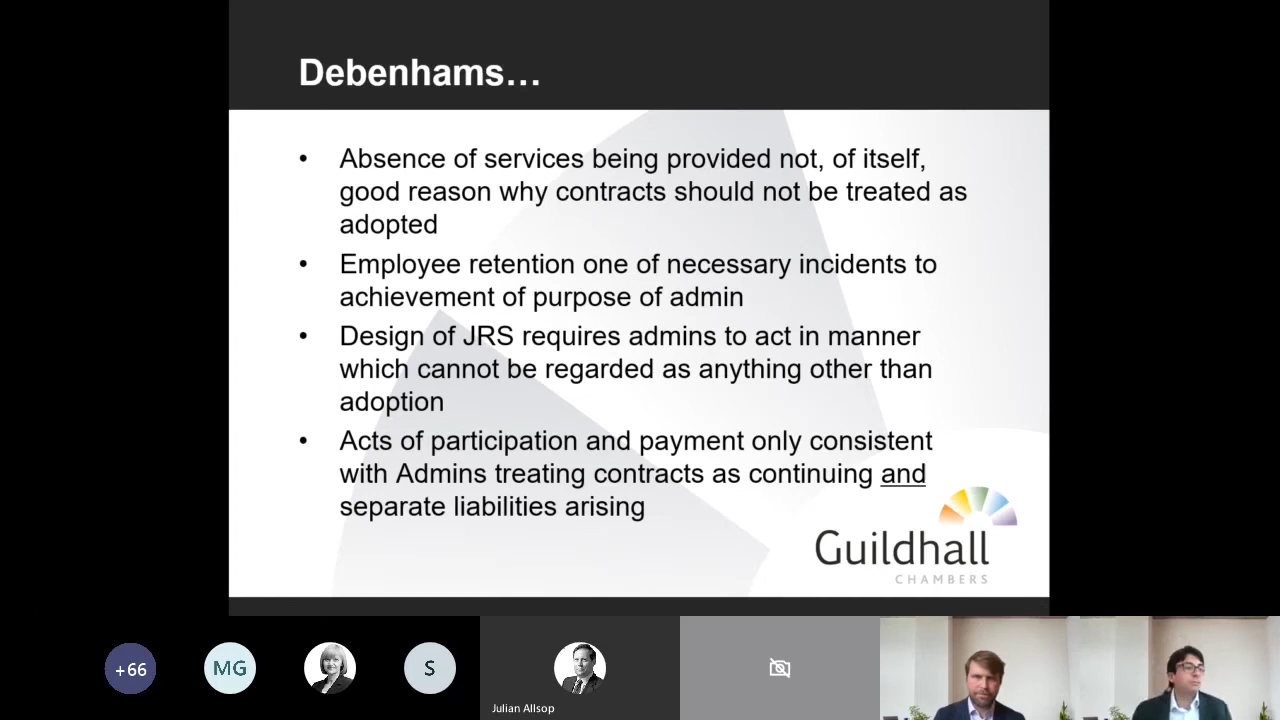 Debenhams…
• Absence of services being provided not, of itself,
good reason why contracts should not be treated as
adopted
• Employee retention one of necessary incidents to
achievement of purpose of admin
• Design of JRS requires admins to act in manner
which cannot be regarded as anything other than
adoption
• Acts of participation and payment only consistent
with Admins treating contracts as continuing and
separate liabilities arising
Guildhall
CHAMBERS
+66
MG
S
Julian Allsop